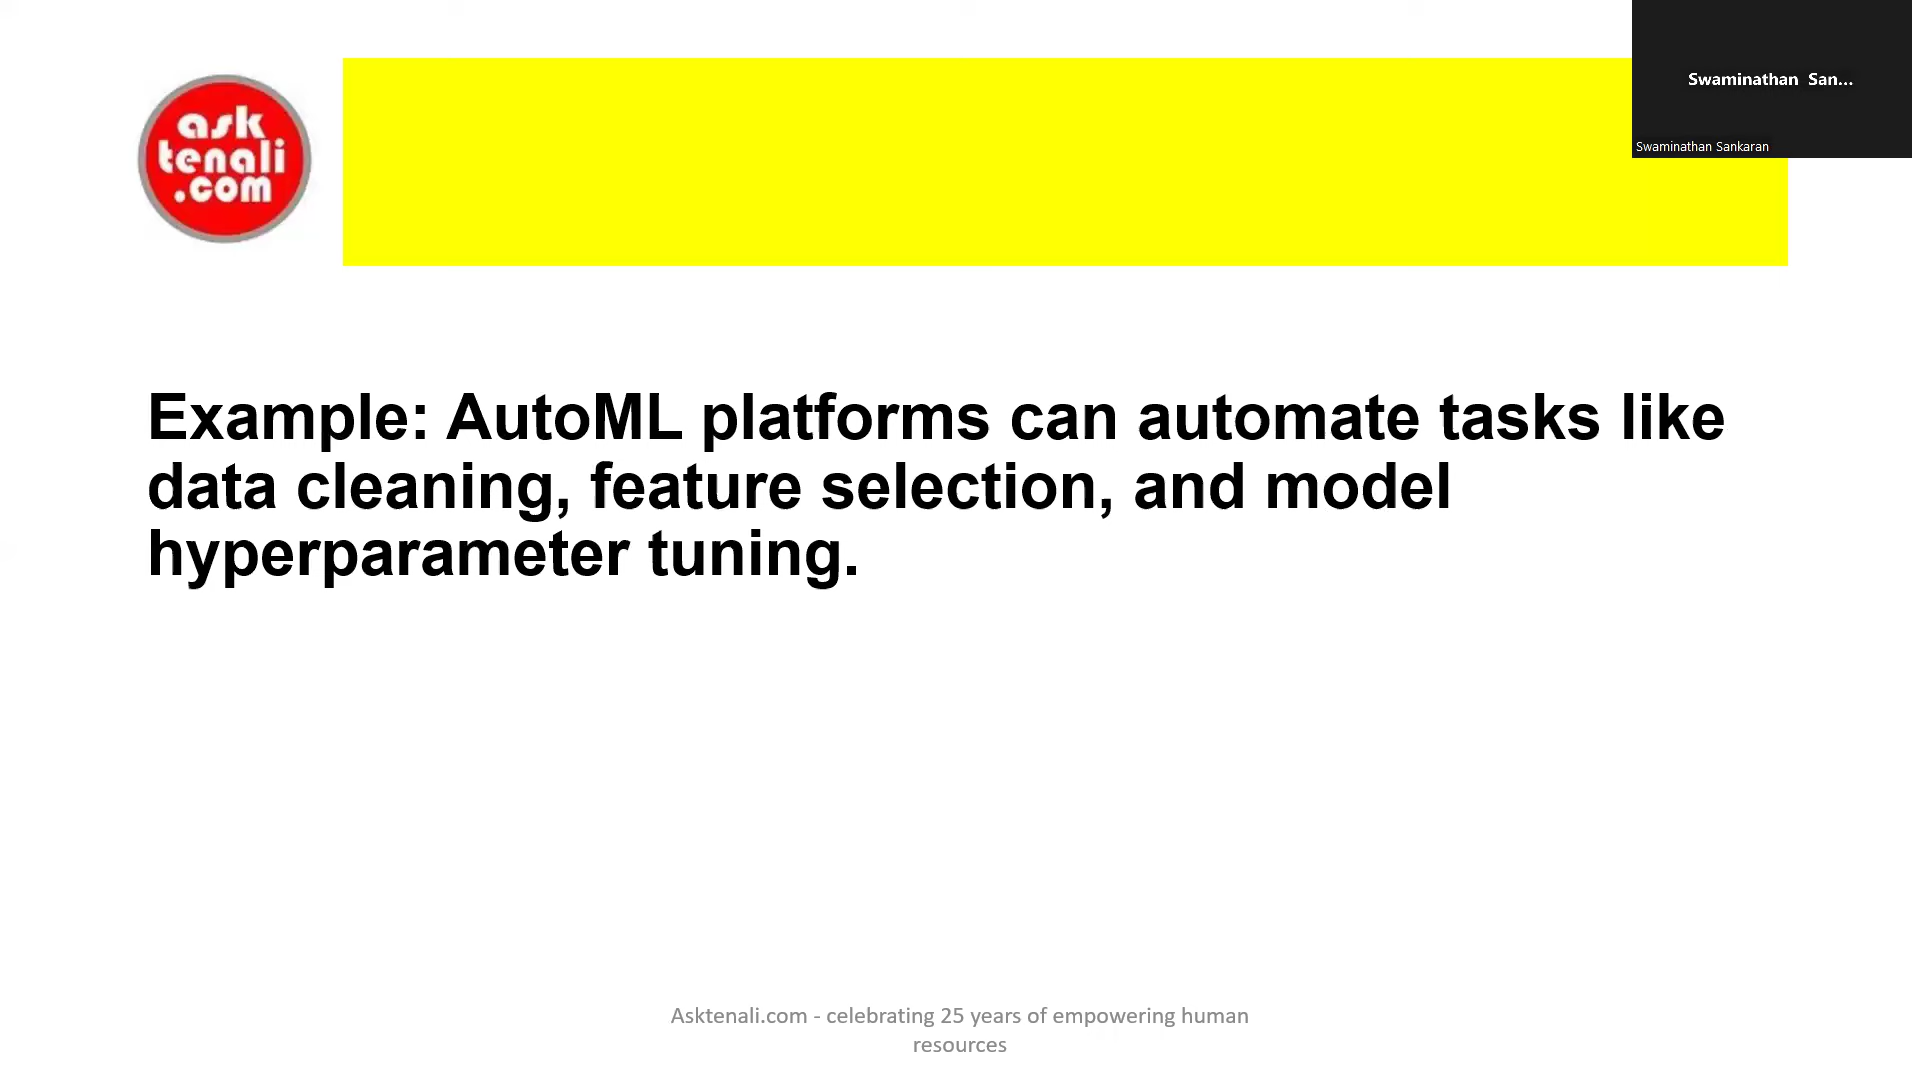 ask
tenali
.com
Swaminathan San...
Swaminathan Sankaran
Example: AutoML platforms can automate tasks like
data cleaning, feature selection, and model
hyperparameter tuning.
Asktenali.com - celebrating 25 years of empowering human
resources